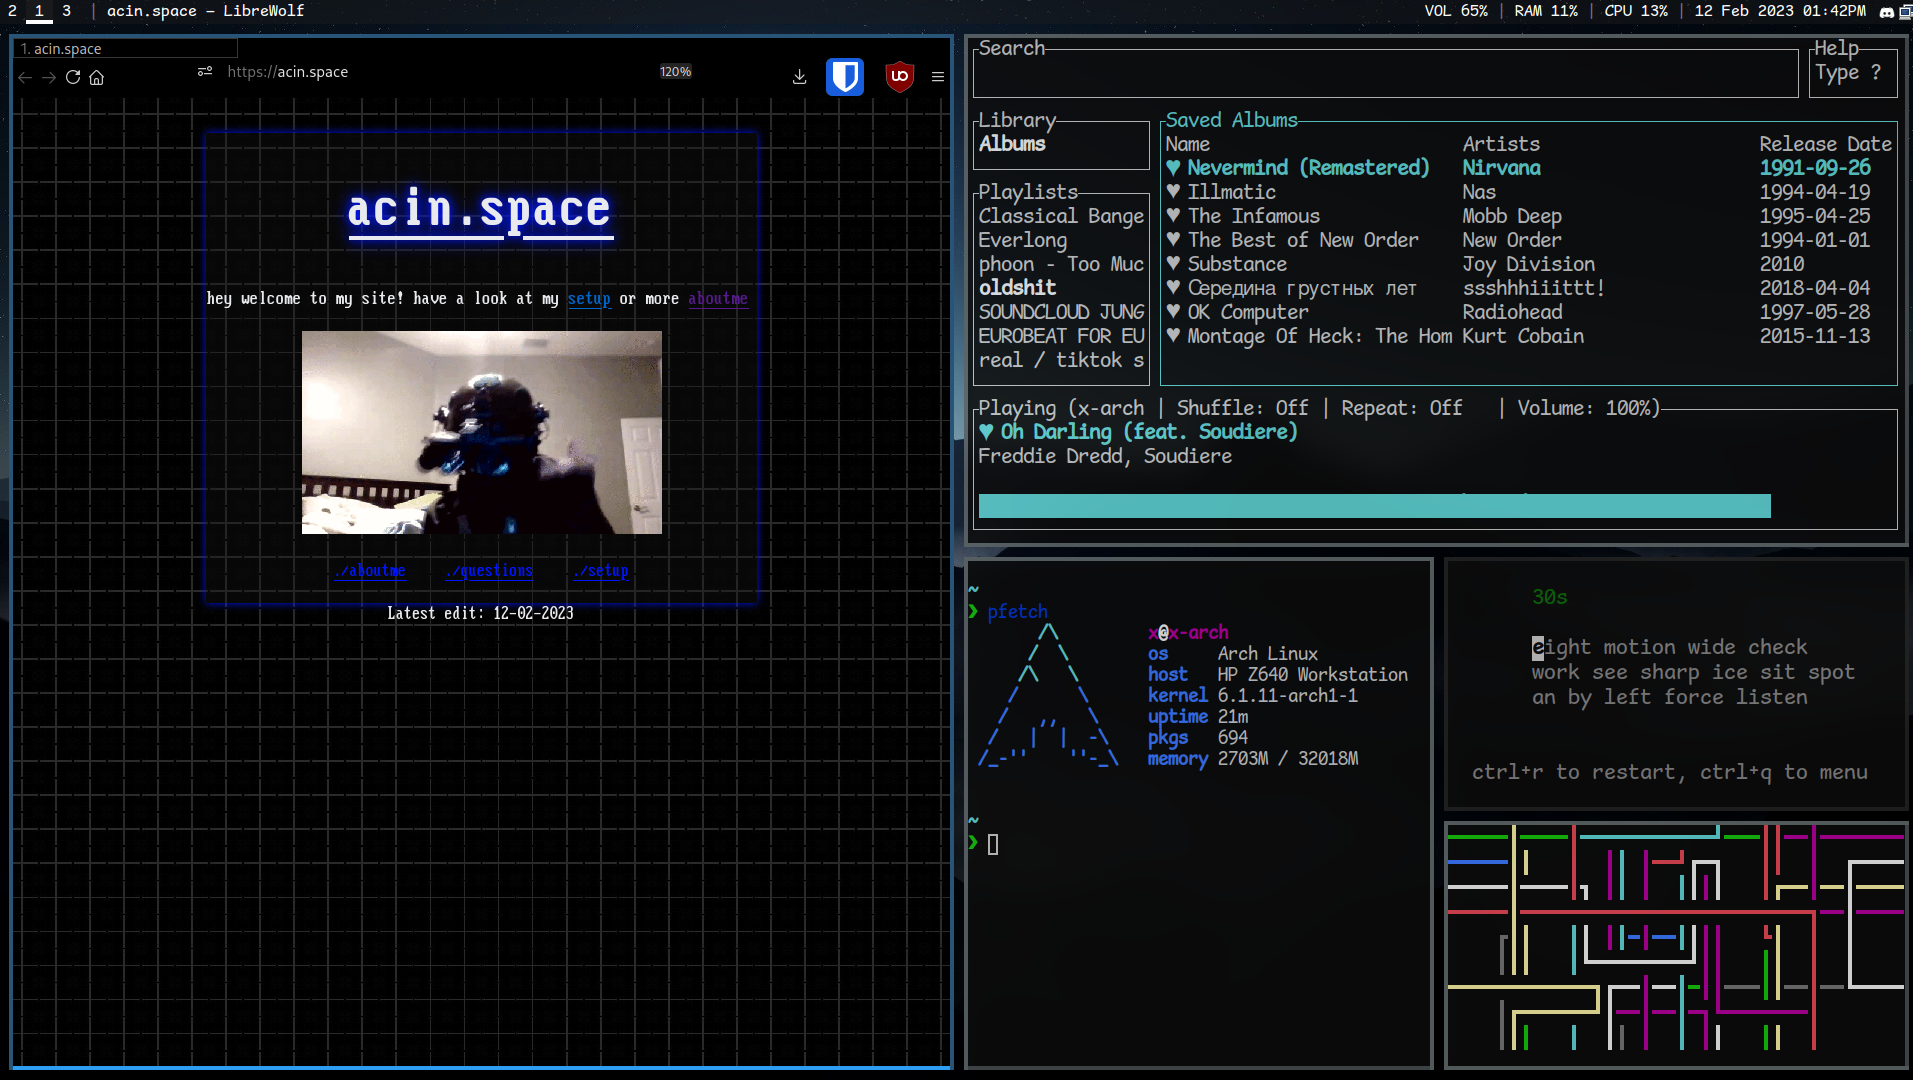 2 1 3 | acin.space — LibreWolf
VOL 65% | RAM 11% | CPU 13% | 12 Feb 2023 01:42PM
1. acin.space
https://acin.space
120%
acin.space
hey welcome to my site! have a look at my setup or more aboutme
./aboutme ./questions ./setup
Latest edit: 12-02-2023
Search
Help
Type ?
Library
Albums
Playlists
Classical Bange
Everlong
phoon - Too Muc
oldshit
SOUNDCLOUD JUNG
EUROBEAT FOR EU
real / tiktok s
Saved Albums
Name Artists Release Date
♥ Nevermind (Remastered) Nirvana 1991-09-26
♥ Illmatic Nas 1994-04-19
♥ The Infamous Mobb Deep 1995-04-25
♥ The Best of New Order New Order 1994-01-01
♥ Substance Joy Division 2010
♥ Середина грустных лет ssshhhiiittt! 2018-04-04
♥ OK Computer Radiohead 1997-05-28
♥ Montage Of Heck: The Hom Kurt Cobain 2015-11-13
Playing (x-arch | Shuffle: Off | Repeat: Off | Volume: 100%)
♥ Oh Darling (feat. Soudiere)
Freddie Dredd, Soudiere
~
❯ pfetch
x@x-arch
os Arch Linux
host HP Z640 Workstation
kernel 6.1.11-arch1-1
uptime 21m
pkgs 694
memory 2703M / 32018M
~
❯
30s
eight motion wide check
work see sharp ice sit spot
an by left force listen
ctrl+r to restart, ctrl+q to menu